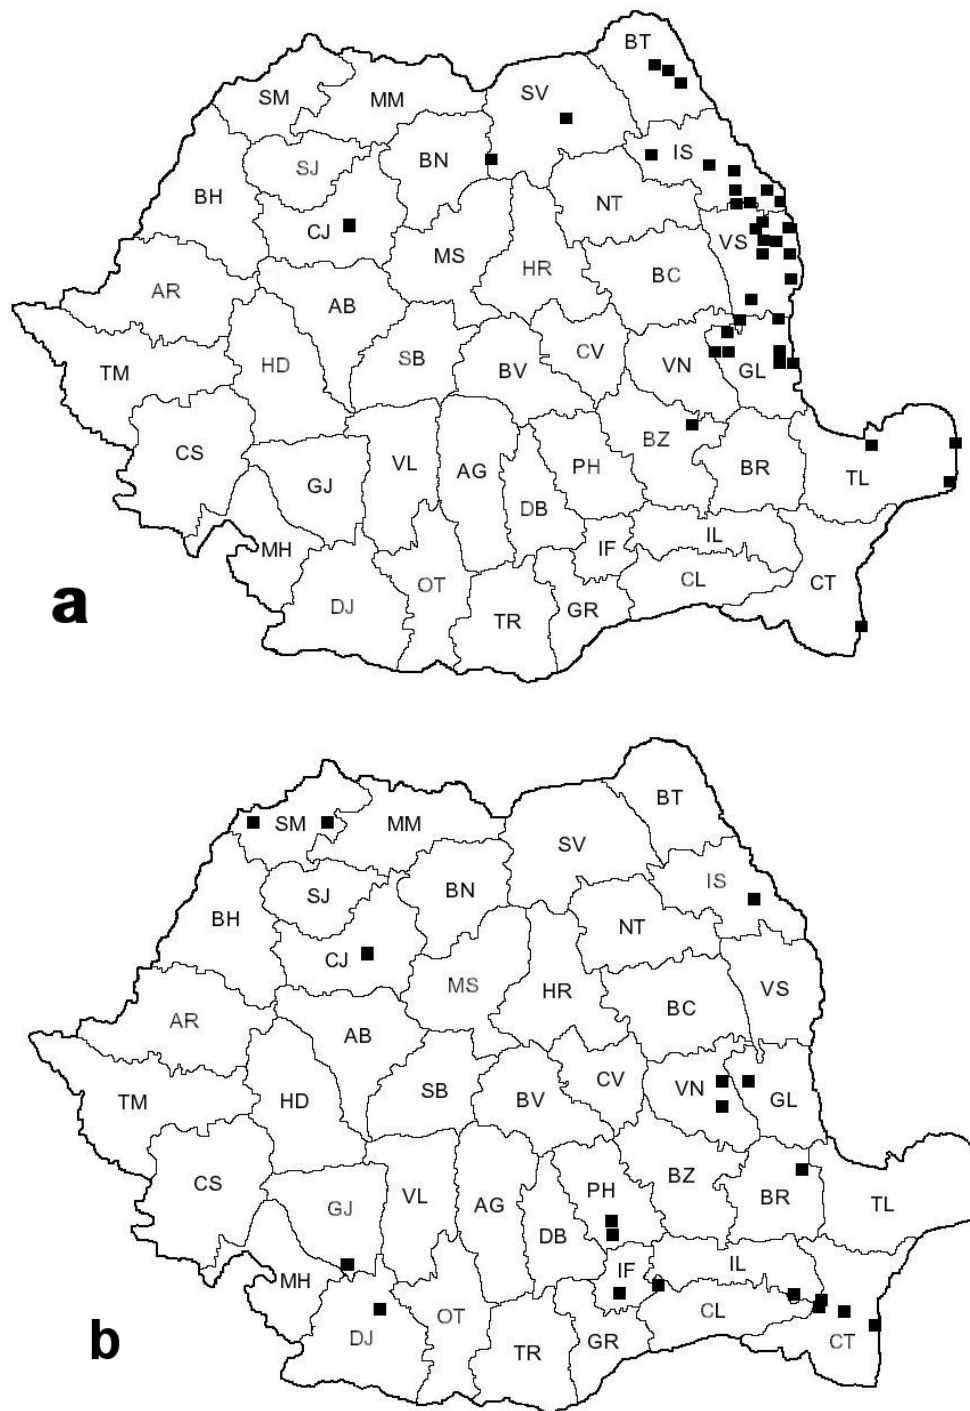 BT
SM
MM
SV
IS
BN
SJ
BH
NT
CJ
VS
MS
HR
BC
AR
AB
CV
SB
HD
VN
TM
BV
GL
BZ
CS
VL
AG
PH
BR
GJ
TL
DB
IL
MH
IF
CL
OT
CT
DJ
GR
TR
a
BT
SM
MM
SV
IS
BN
SJ
BH
NT
CJ
MS
VS
HR
BC
AR
AB
CV
SB
VN
TM
HD
BV
GL
BZ
CS
PH
VL
BR
AG
TL
GJ
DB
IL
IF
MH
CL
OT
DJ
CT
GR
TR
b